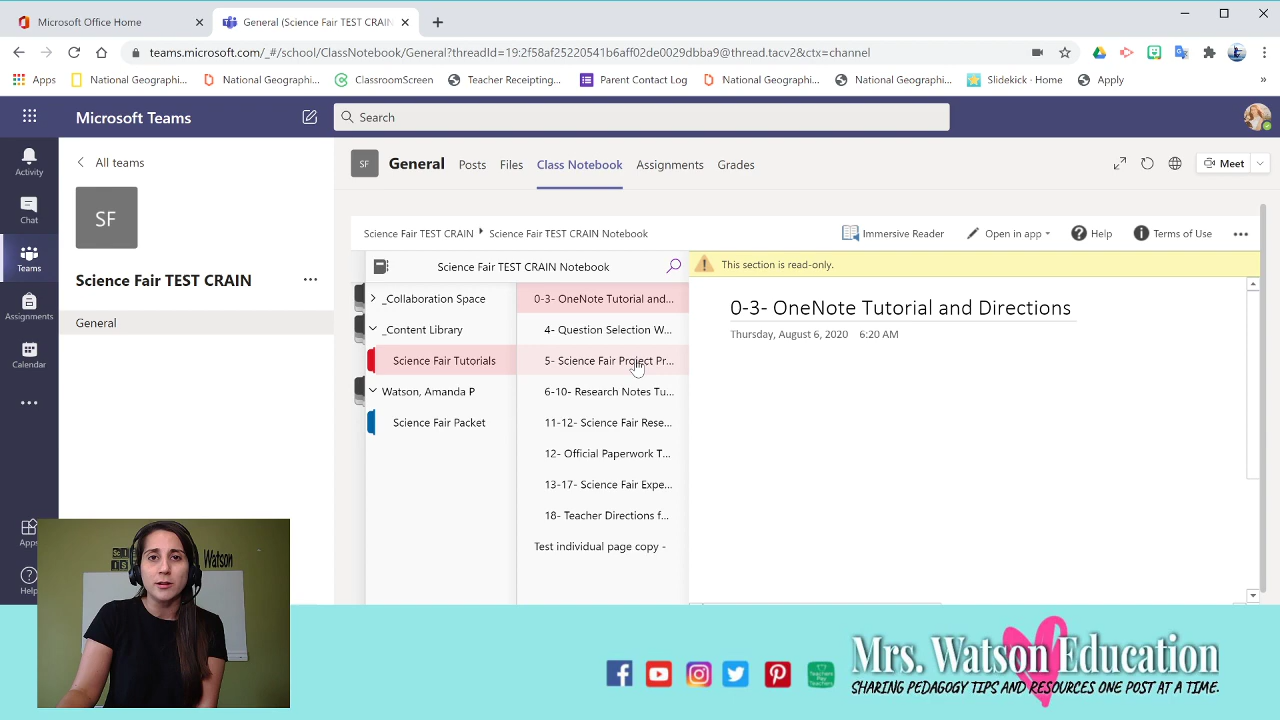 Microsoft Office Home
General (Science Fair TEST CRAIN
teams.microsoft.com/_#/school/ClassNotebook/General?threadId=19:2f58af25220541b6aff02de0029dbba9@thread.tacv2&ctx=channel
Apps
National Geographi...
National Geographi...
ClassroomScreen
Teacher Receipting...
Parent Contact Log
National Geographi...
National Geographi...
Slidekick · Home
Apply
»
Microsoft Teams
Search
Activity
Chat
Teams
Assignments
Calendar
Apps
Help
All teams
SF
Science Fair TEST CRAIN
General
SF
General
Posts
Files
Class Notebook
Assignments
Grades
Meet
Science Fair TEST CRAIN
Science Fair TEST CRAIN Notebook
Immersive Reader
Open in app
Help
Terms of Use
Science Fair TEST CRAIN Notebook
_Collaboration Space
_Content Library
Science Fair Tutorials
Watson, Amanda P
Science Fair Packet
0-3- OneNote Tutorial and...
4- Question Selection W...
5- Science Fair Project Pr...
6-10- Research Notes Tu...
11-12- Science Fair Rese...
12- Official Paperwork T...
13-17- Science Fair Expe...
18- Teacher Directions f...
Test individual page copy -
This section is read-only.
0-3- OneNote Tutorial and Directions
Thursday, August 6, 2020 6:20 AM
Watson
Mrs. Watson Education
SHARING PEDAGOGY TIPS AND RESOURCES ONE POST AT A TIME.